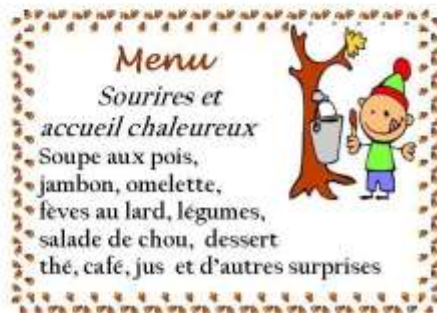 Menu
Sourires et
accueil chaleureux
Soupe aux pois,
jambon, omelette,
fèves au lard, légumes,
salade de chou, dessert
thé, café, jus et d'autres surprises